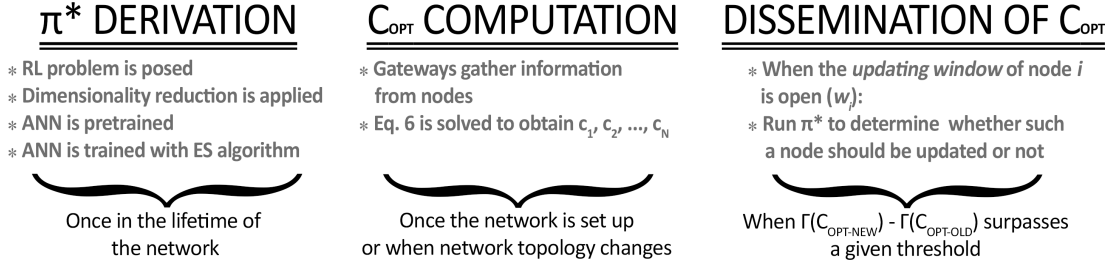 π* DERIVATION
* RL problem is posed
* Dimensionality reduction is applied
* ANN is pretrained
* ANN is trained with ES algorithm
Once in the lifetime of
the network
COPT COMPUTATION
* Gateways gather information
from nodes
* Eq. 6 is solved to obtain c1, c2, ..., cN
Once the network is set up
or when network topology changes
DISSEMINATION OF COPT
* When the updating window of node i
is open (wi):
* Run π* to determine whether such
a node should be updated or not
When Γ(COPT-NEW) - Γ(COPT-OLD) surpasses
a given threshold